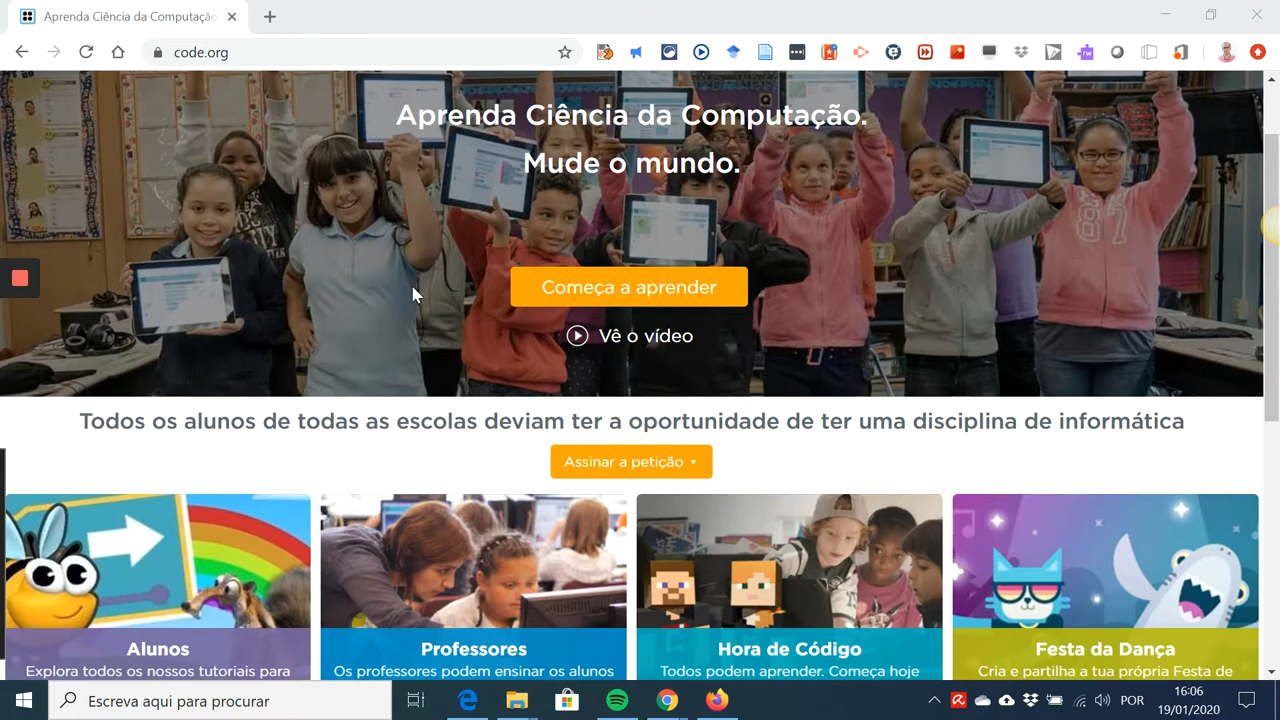 Aprenda Ciência da Computação
code.org
Aprenda Ciência da Computação.
Mude o mundo.
87
Começa a aprender
Vê o vídeo
Todos os alunos de todas as escolas deviam ter a oportunidade de ter uma disciplina de informática
Assinar a petição
Alunos
Explora todos os nossos tutoriais para
Professores
Os professores podem ensinar os alunos
Hora de Código
Todos podem aprender. Começa hoje
Festa da Dança
Cria e partilha a tua própria Festa de
Escreva aqui para procurar
POR
16:06
19/01/2020